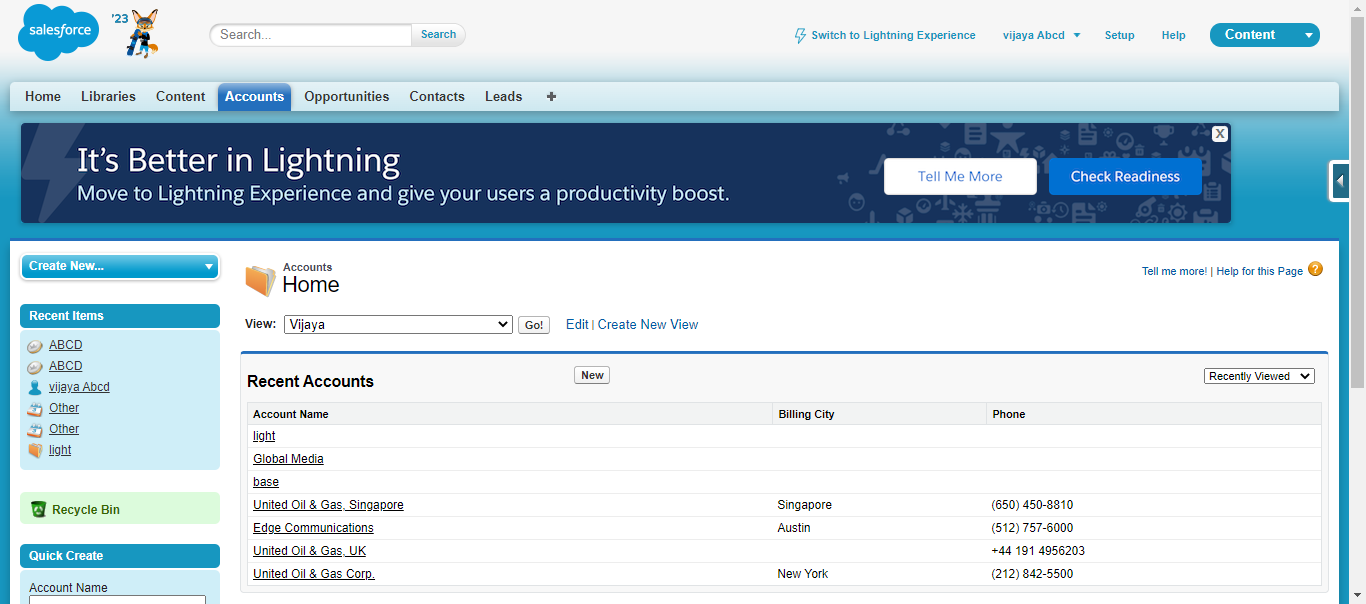 salesforce
'23
Search...
Search
Switch to Lightning Experience
vijaya Abcd
Setup
Help
Content
Home Libraries Content Accounts Opportunities Contacts Leads +
It's Better in Lightning
Move to Lightning Experience and give your users a productivity boost.
Tell Me More
Check Readiness
X
Create New...
Recent Items
ABCD
ABCD
vijaya Abcd
Other
Other
light
Recycle Bin
Quick Create
Account Name
Accounts
Home
Tell me more! | Help for this Page ?
View: Vijaya Go! Edit | Create New View
Recent Accounts New Recently Viewed
Account Name Billing City Phone
light
Global Media
base
United Oil & Gas, Singapore Singapore (650) 450-8810
Edge Communications Austin (512) 757-6000
United Oil & Gas, UK +44 191 4956203
United Oil & Gas Corp. New York (212) 842-5500